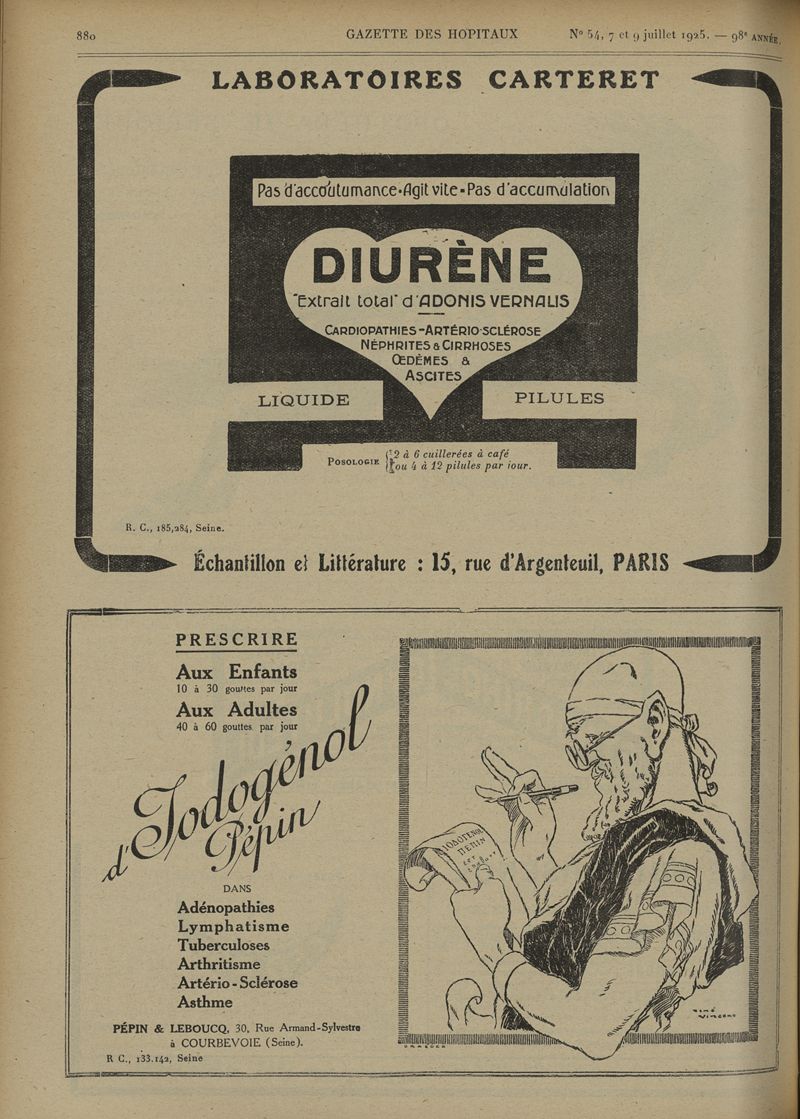 880 GAZETTE DES HOPITAUX N° 54, 7 et 9 juillet 1925. — 98e ANNÉE.
LABORATOIRES CARTERET
Pas d'accoutumance-Agit vite-Pas d'accumulation
DIURÈNE
"Extrait total" d'ADONIS VERNALIS
CARDIOPATHIES-ARTÉRIO-SCLÉROSE
NÉPHRITES & CIRRHOSES
ŒDÈMES &
ASCITES
LIQUIDE PILULES
POSOLOGIE 2 à 6 cuillerées à café
ou 4 à 12 pilules par jour.
R. C., 185,284, Seine.
Échantillon et Littérature : 15, rue d'Argenteuil, PARIS
PRESCRIRE
Aux Enfants
10 à 30 gouttes par jour
Aux Adultes
40 à 60 gouttes par jour
d'Iodogénol
Pépin
DANS
Adénopathies
Lymphatisme
Tuberculoses
Arthritisme
Artério-Sclérose
Asthme
PÉPIN & LEBOUCQ, 30, Rue Armand-Sylvestre
à COURBEVOIE (Seine).
R C., 133.142, Seine
IODOGENOL
PEPIN
René
Vincent